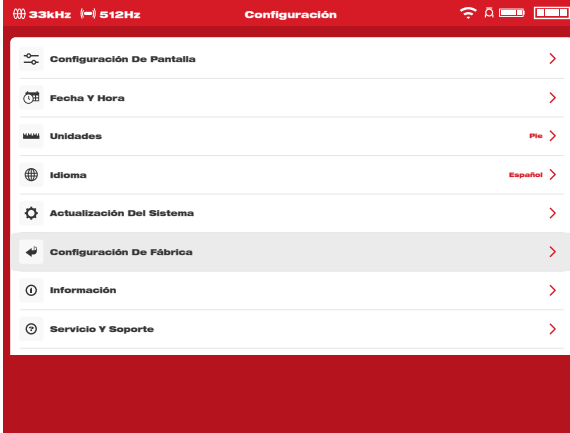 33kHz 512Hz Configuración
Configuración De Pantalla
Fecha Y Hora
Unidades Pie
Idioma Español
Actualización Del Sistema
Configuración De Fábrica
Información
Servicio Y Soporte